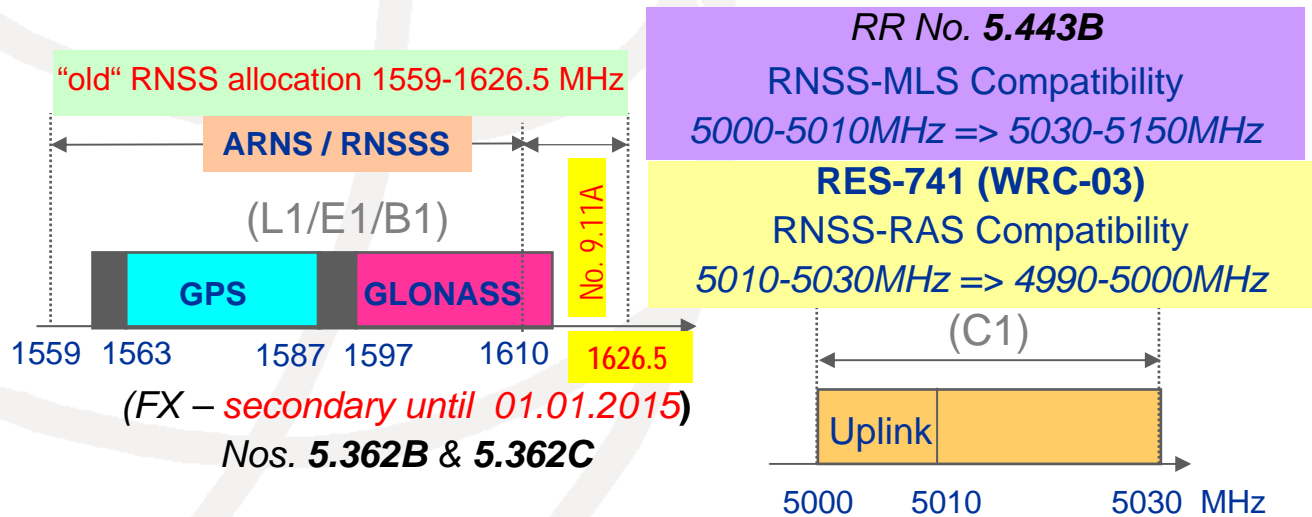 “old“ RNSS allocation 1559-1626.5 MHz
ARNS / RNSSS
(L1/E1/B1)
No. 9.11A
GPS
GLONASS
1559 1563 1587 1597 1610 1626.5
(FX – secondary until 01.01.2015)
Nos. 5.362B & 5.362C
RR No. 5.443B
RNSS-MLS Compatibility
5000-5010MHz => 5030-5150MHz
RES-741 (WRC-03)
RNSS-RAS Compatibility
5010-5030MHz => 4990-5000MHz
(C1)
Uplink
5000 5010 5030 MHz